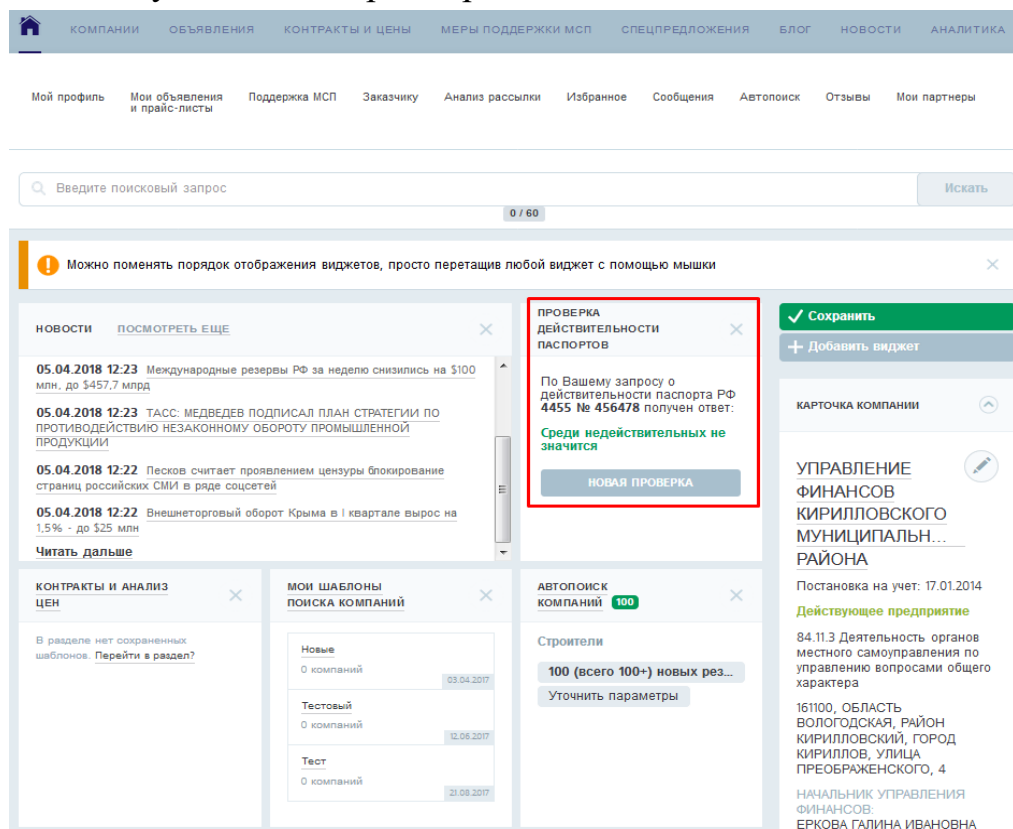 КОМПАНИИ ОБЪЯВЛЕНИЯ КОНТРАКТЫ И ЦЕНЫ МЕРЫ ПОДДЕРЖКИ МСП СПЕЦПРЕДЛОЖЕНИЯ БЛОГ НОВОСТИ АНАЛИТИКА
Мой профиль Мои объявления Поддержка МСП Заказчику Анализ рассылки Избранное Сообщения Автопоиск Отзывы Мои партнеры
и прайс-листы
Введите поисковый запрос Искать
0 / 60
Можно поменять порядок отображения виджетов, просто перетащив любой виджет с помощью мышки
НОВОСТИ ПОСМОТРЕТЬ ЕЩЕ
05.04.2018 12:23 Международные резервы РФ за неделю снизились на $100
млн, до $457,7 млрд
05.04.2018 12:23 ТАСС: МЕДВЕДЕВ ПОДПИСАЛ ПЛАН СТРАТЕГИИ ПО
ПРОТИВОДЕЙСТВИЮ НЕЗАКОННОМУ ОБОРОТУ ПРОМЫШЛЕННОЙ
ПРОДУКЦИИ
05.04.2018 12:22 Песков считает проявлением цензуры блокирование
страниц российских СМИ в ряде соцсетей
05.04.2018 12:22 Внешнеторговый оборот Крыма в I квартале вырос на
1,5% - до $25 млн
Читать дальше
ПРОВЕРКА
ДЕЙСТВИТЕЛЬНОСТИ
ПАСПОРТОВ
По Вашему запросу о
действительности паспорта РФ
4455 № 456478 получен ответ:
Среди недействительных не
значится
НОВАЯ ПРОВЕРКА
Сохранить
Добавить виджет
КАРТОЧКА КОМПАНИИ
УПРАВЛЕНИЕ
ФИНАНСОВ
КИРИЛЛОВСКОГО
МУНИЦИПАЛЬН...
РАЙОНА
Постановка на учет: 17.01.2014
Действующее предприятие
84.11.3 Деятельность органов
местного самоуправления по
управлению вопросами общего
характера
161100, ОБЛАСТЬ
ВОЛОГОДСКАЯ, РАЙОН
КИРИЛЛОВСКИЙ, ГОРОД
КИРИЛЛОВ, УЛИЦА
ПРЕОБРАЖЕНСКОГО, 4
НАЧАЛЬНИК УПРАВЛЕНИЯ
ФИНАНСОВ:
ЕРКОВА ГАЛИНА ИВАНОВНА
КОНТРАКТЫ И АНАЛИЗ
ЦЕН
В разделе нет сохраненных
шаблонов. Перейти в раздел?
МОИ ШАБЛОНЫ
ПОИСКА КОМПАНИЙ
Новые
0 компаний
03.04.2017
Тестовый
0 компаний
12.08.2017
Тест
0 компаний
21.08.2017
АВТОПОИСК
КОМПАНИЙ 100
Строители
100 (всего 100+) новых рез...
Уточнить параметры